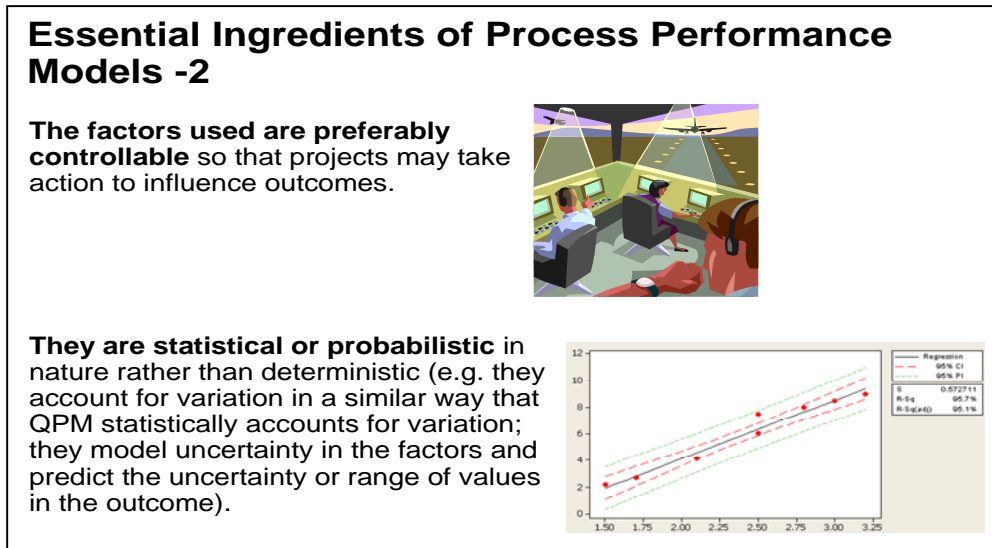 Essential Ingredients of Process Performance
Models -2
The factors used are preferably
controllable so that projects may take
action to influence outcomes.
They are statistical or probabilistic in
nature rather than deterministic (e.g. they
account for variation in a similar way that
QPM statistically accounts for variation;
they model uncertainty in the factors and
predict the uncertainty or range of values
in the outcome).
12
10
8
6
4
2
0
1.50 1.75 2.00 2.25 2.50 2.75 3.00 3.25
Regression
95% CI
95% PI
S 0.572711
R-Sq 95.7%
R-Sq(adj) 95.1%